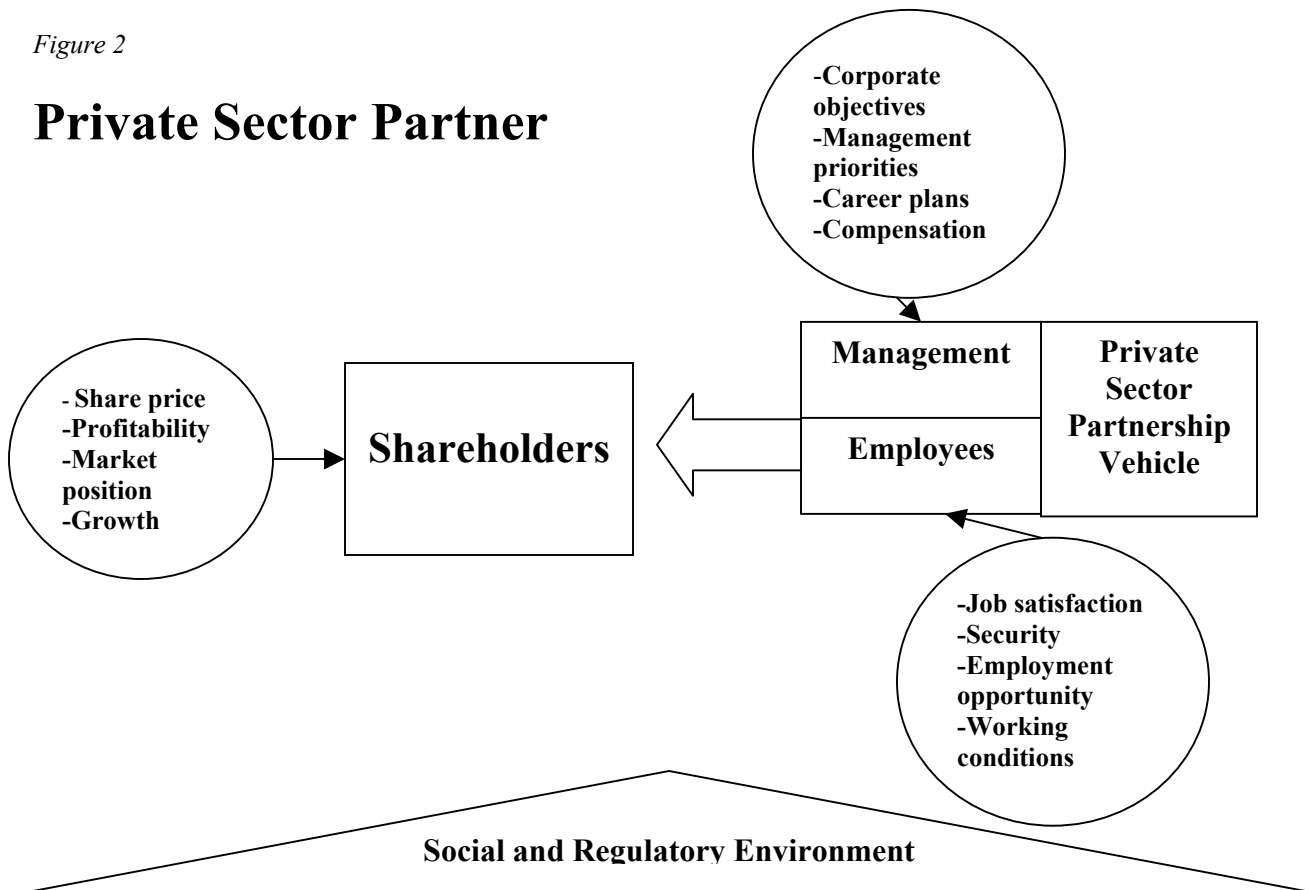 Figure 2
Private Sector Partner
-Corporate
objectives
-Management
priorities
-Career plans
-Compensation
- Share price
-Profitability
-Market
position
-Growth
Shareholders
Management
Employees
Private
Sector
Partnership
Vehicle
-Job satisfaction
-Security
-Employment
opportunity
-Working
conditions
Social and Regulatory Environment